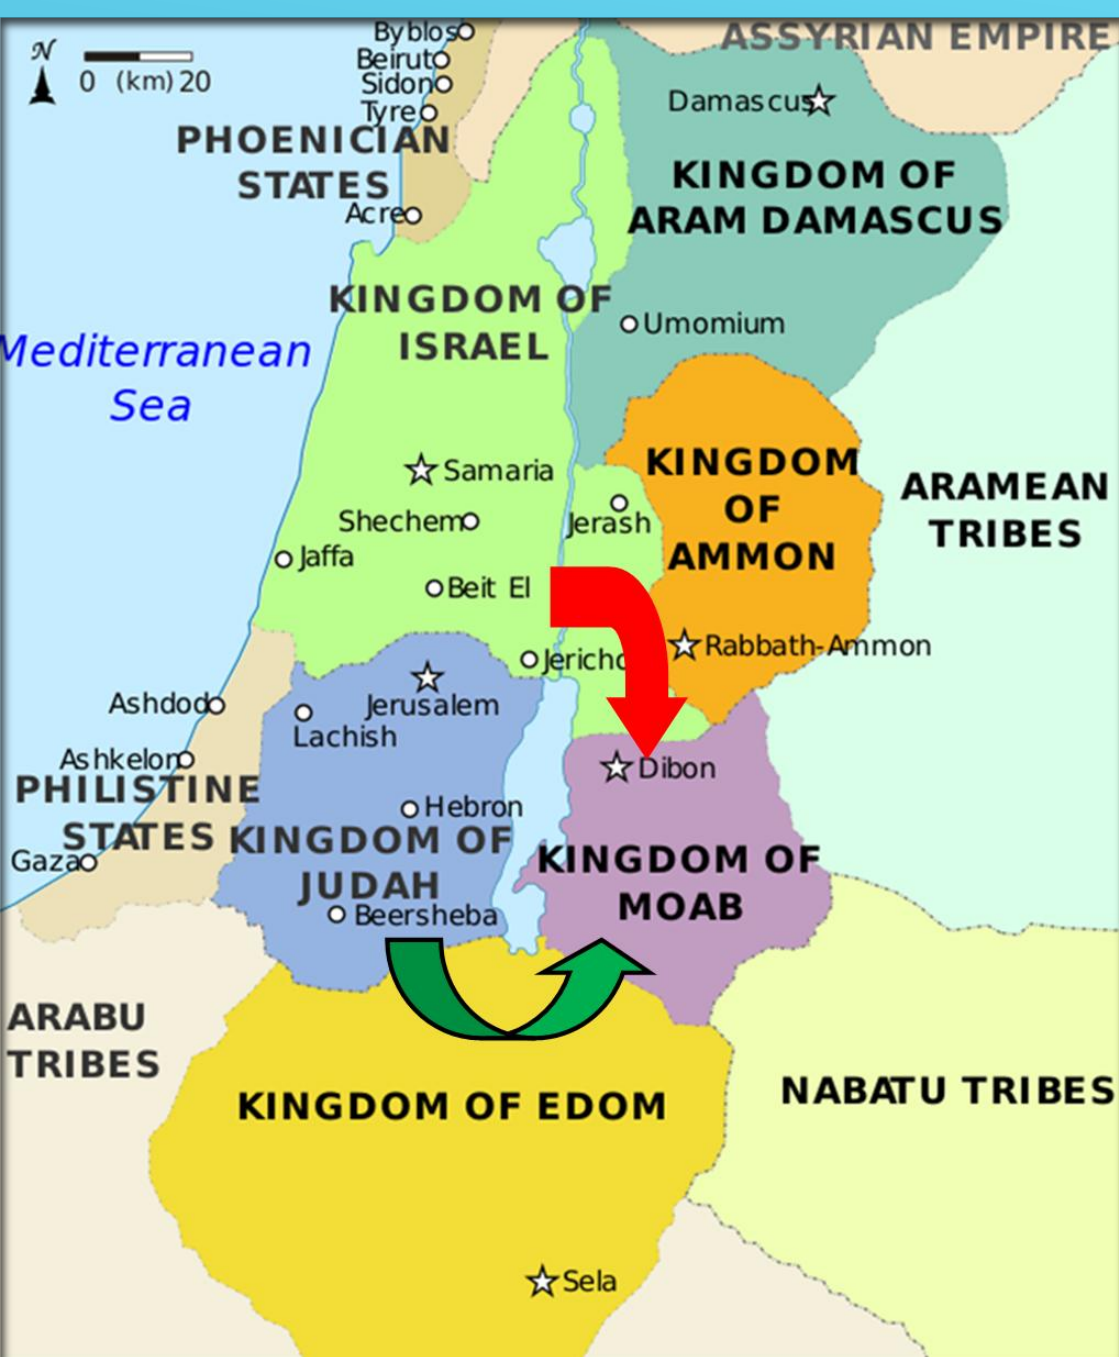 N
0 (km) 20
Byblos
Beirut
Sidon
Tyre
ASSYRIAN EMPIRE
Damascus
PHOENICIAN
STATES
Acre
KINGDOM OF
ARAM DAMASCUS
KINGDOM OF
ISRAEL
Umomium
Mediterranean
Sea
Samaria
Shechem
Jaffa
Beit El
Jerash
KINGDOM
OF
AMMON
ARAMEAN
TRIBES
Rabbath-Ammon
Jericho
Jerusalem
Lachish
Ashdod
Ashkelon
PHILISTINE
STATES
Gaza
Hebron
KINGDOM OF
JUDAH
Beersheba
Dibon
KINGDOM OF
MOAB
ARABU
TRIBES
KINGDOM OF EDOM
NABATU TRIBES
Sela